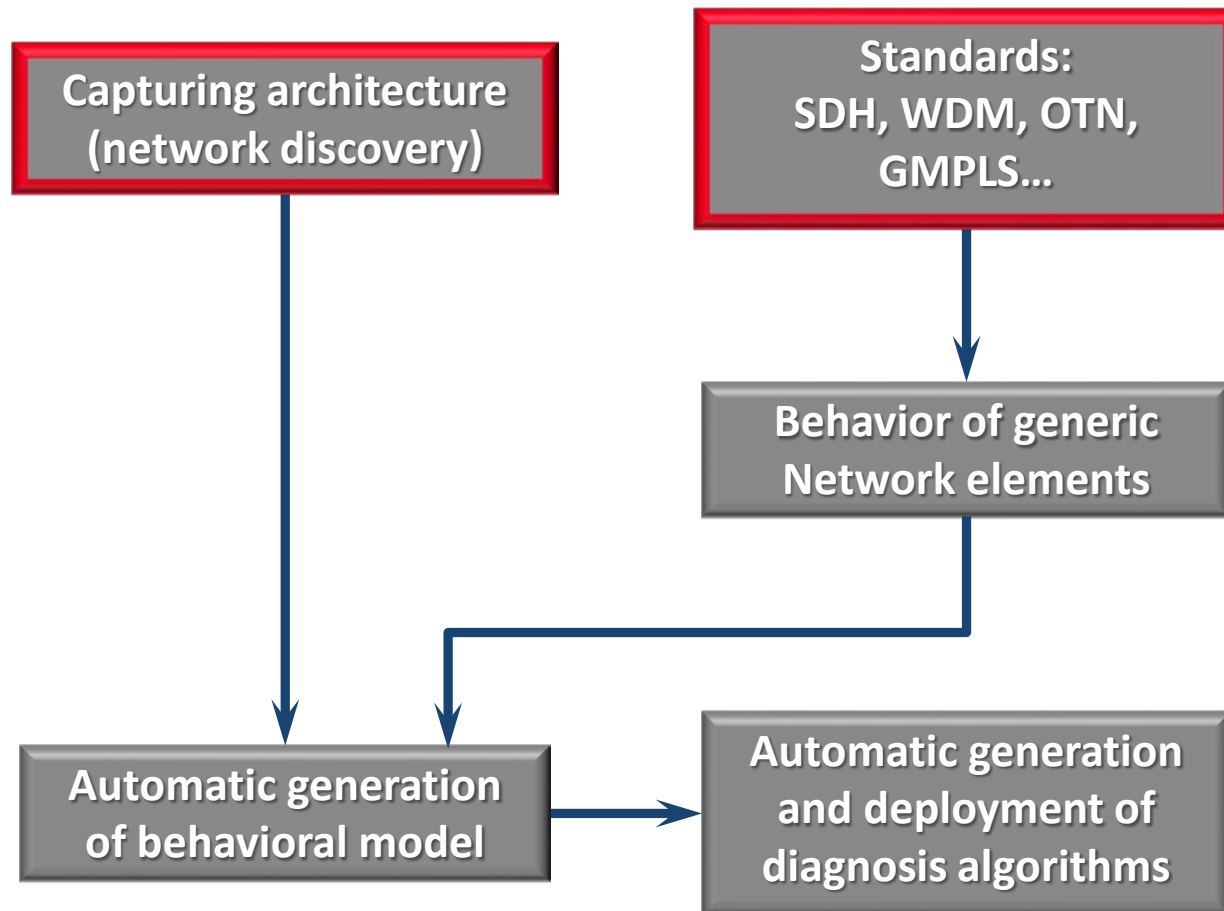 Capturing architecture
(network discovery)
Standards:
SDH, WDM, OTN,
GMPLS…
Behavior of generic
Network elements
Automatic generation
of behavioral model
Automatic generation
and deployment of
diagnosis algorithms